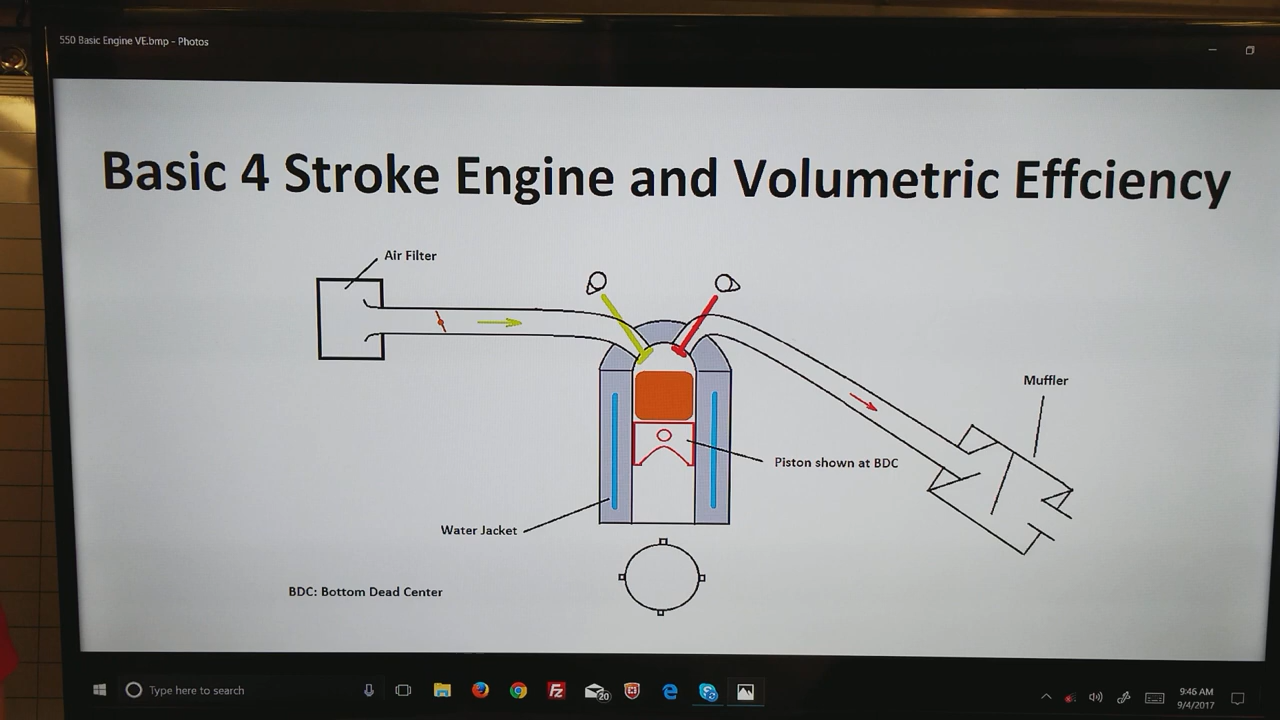 550 Basic Engine VE.bmp - Photos
Basic 4 Stroke Engine and Volumetric Effciency
Air Filter
Muffler
Piston shown at BDC
Water Jacket
BDC: Bottom Dead Center
Type here to search
20
9:46 AM
9/4/2017